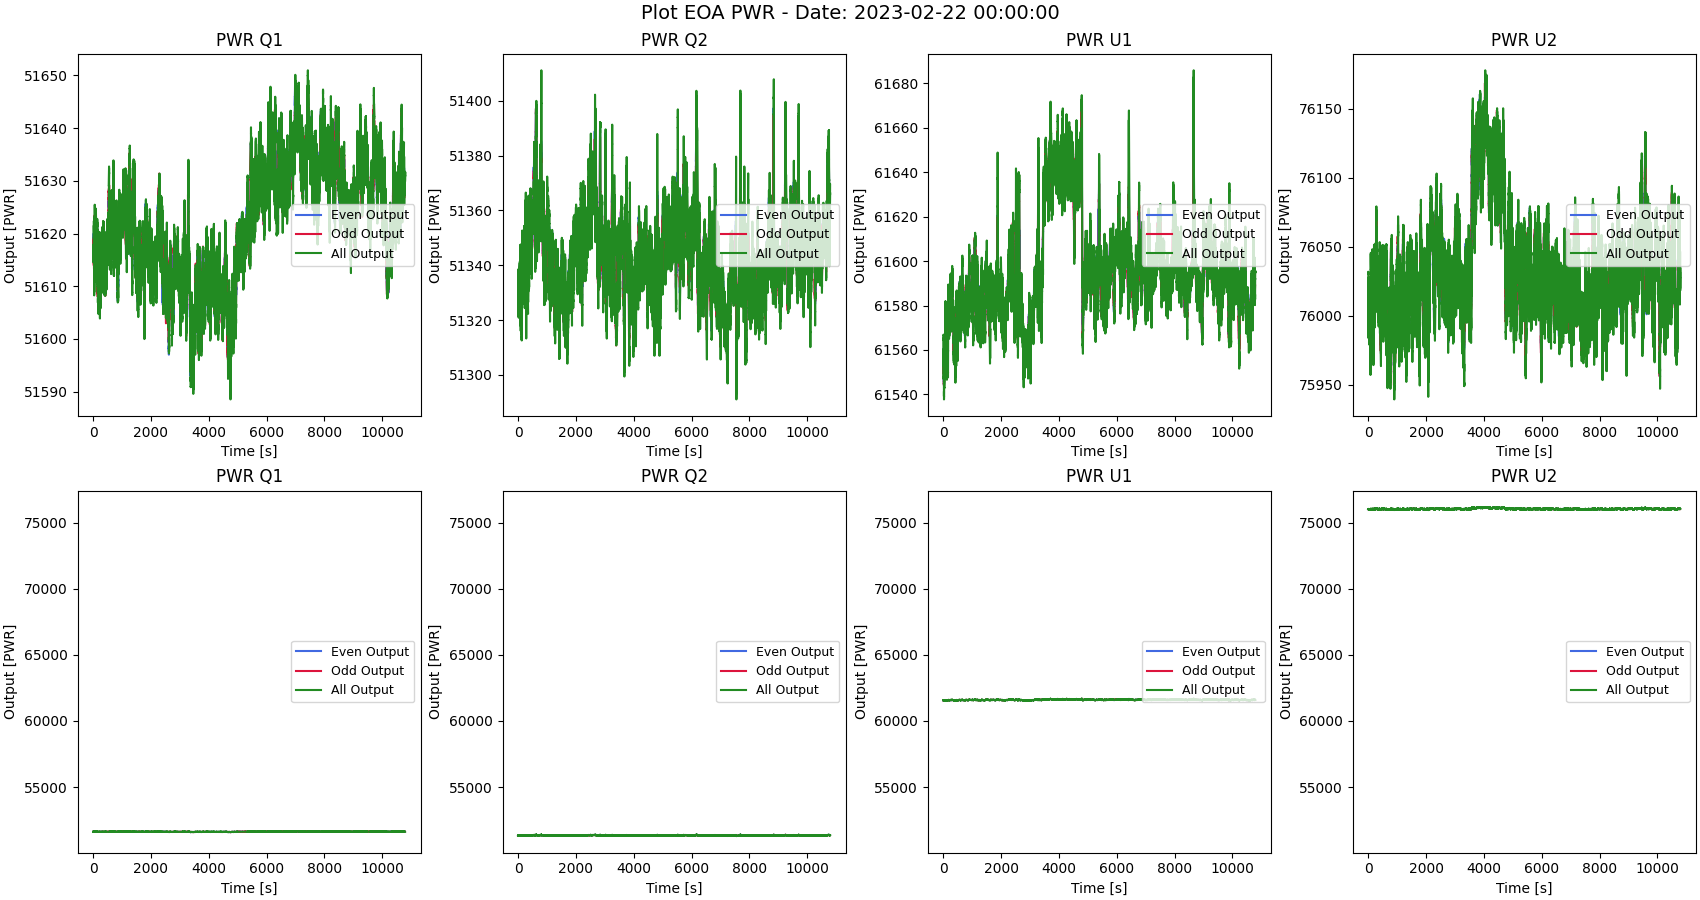 Plot EOA PWR - Date: 2023-02-22 00:00:00
PWR Q1
Output [PWR]
51650
51640
51630
51620
51610
51600
51590
0 2000 4000 6000 8000 10000
Time [s]
Even Output
Odd Output
All Output
PWR Q2
Output [PWR]
51400
51380
51360
51340
51320
51300
0 2000 4000 6000 8000 10000
Time [s]
Even Output
Odd Output
All Output
PWR U1
Output [PWR]
61680
61660
61640
61620
61600
61580
61560
61540
0 2000 4000 6000 8000 10000
Time [s]
Even Output
Odd Output
All Output
PWR U2
Output [PWR]
76150
76100
76050
76000
75950
0 2000 4000 6000 8000 10000
Time [s]
Even Output
Odd Output
All Output
PWR Q1
Output [PWR]
75000
70000
65000
60000
55000
0 2000 4000 6000 8000 10000
Time [s]
Even Output
Odd Output
All Output
PWR Q2
Output [PWR]
75000
70000
65000
60000
55000
0 2000 4000 6000 8000 10000
Time [s]
Even Output
Odd Output
All Output
PWR U1
Output [PWR]
75000
70000
65000
60000
55000
0 2000 4000 6000 8000 10000
Time [s]
Even Output
Odd Output
All Output
PWR U2
Output [PWR]
75000
70000
65000
60000
55000
0 2000 4000 6000 8000 10000
Time [s]
Even Output
Odd Output
All Output